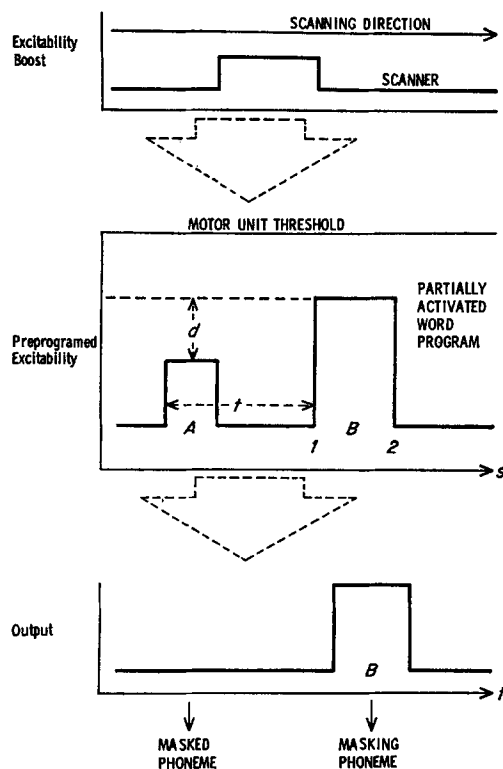 Excitability
Boost
SCANNING DIRECTION
SCANNER
MOTOR UNIT THRESHOLD
PARTIALLY
ACTIVATED
WORD
PROGRAM
Preprogramed
Excitability
d
t
A
1
B
2
s
Output
B
t
MASKED
PHONEME
MASKING
PHONEME